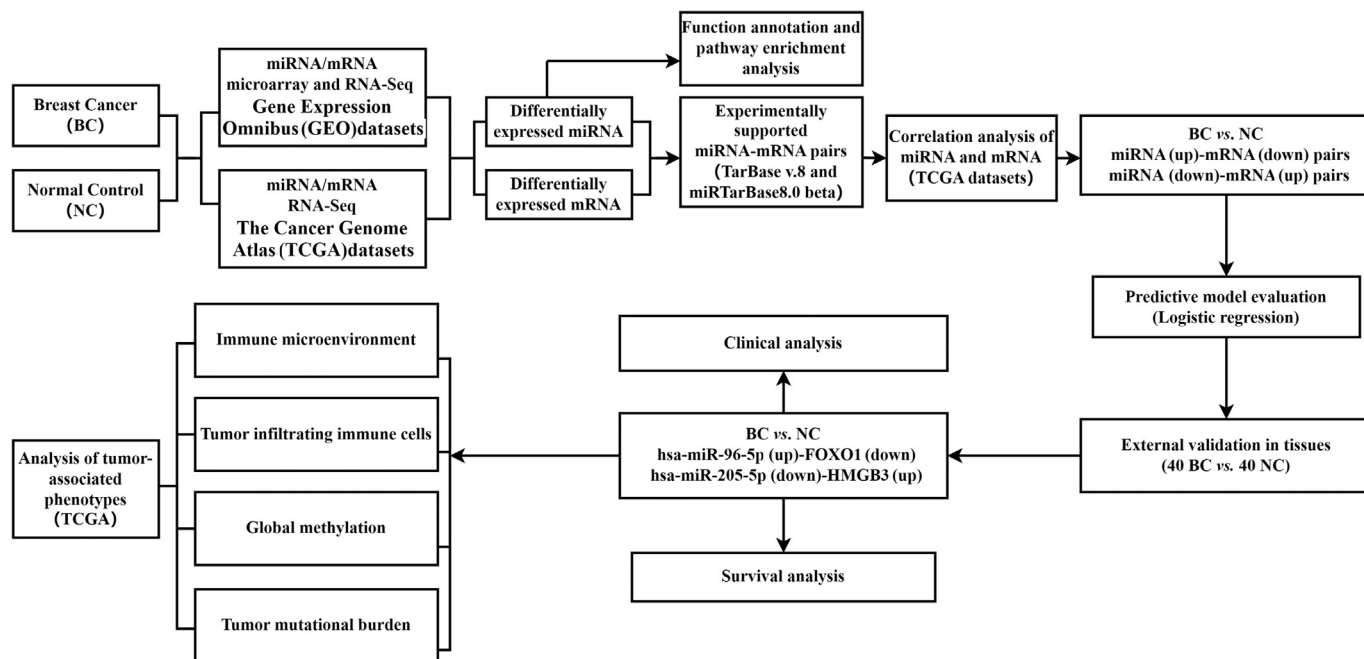 Breast Cancer
(BC)
Normal Control
(NC)
miRNA/mRNA
microarray and RNA-Seq
Gene Expression
Omnibus (GEO)datasets
miRNA/mRNA
RNA-Seq
The Cancer Genome
Atlas (TCGA)datasets
Differentially
expressed miRNA
Differentially
expressed mRNA
Function annotation
and pathway
enrichment
analysis
Experimentally
supported
miRNA-mRNA pairs
(TarBase v.8 and
miRTarBase8.0 beta)
Correlation analysis of
miRNA and mRNA
(TCGA datasets)
BC vs. NC
miRNA (up)-mRNA (down) pairs
miRNA (down)-mRNA (up) pairs
Predictive model evaluation
(Logistic regression)
External validation in tissues
(40 BC vs. 40 NC)
BC vs. NC
hsa-miR-96-5p (up)-FOXO1 (down)
hsa-miR-205-5p (down)-HMGB3 (up)
Clinical analysis
Survival analysis
Immune microenvironment
Tumor infiltrating immune cells
Global methylation
Tumor mutational burden
Analysis of tumor-
associated
phenotypes
(TCGA)